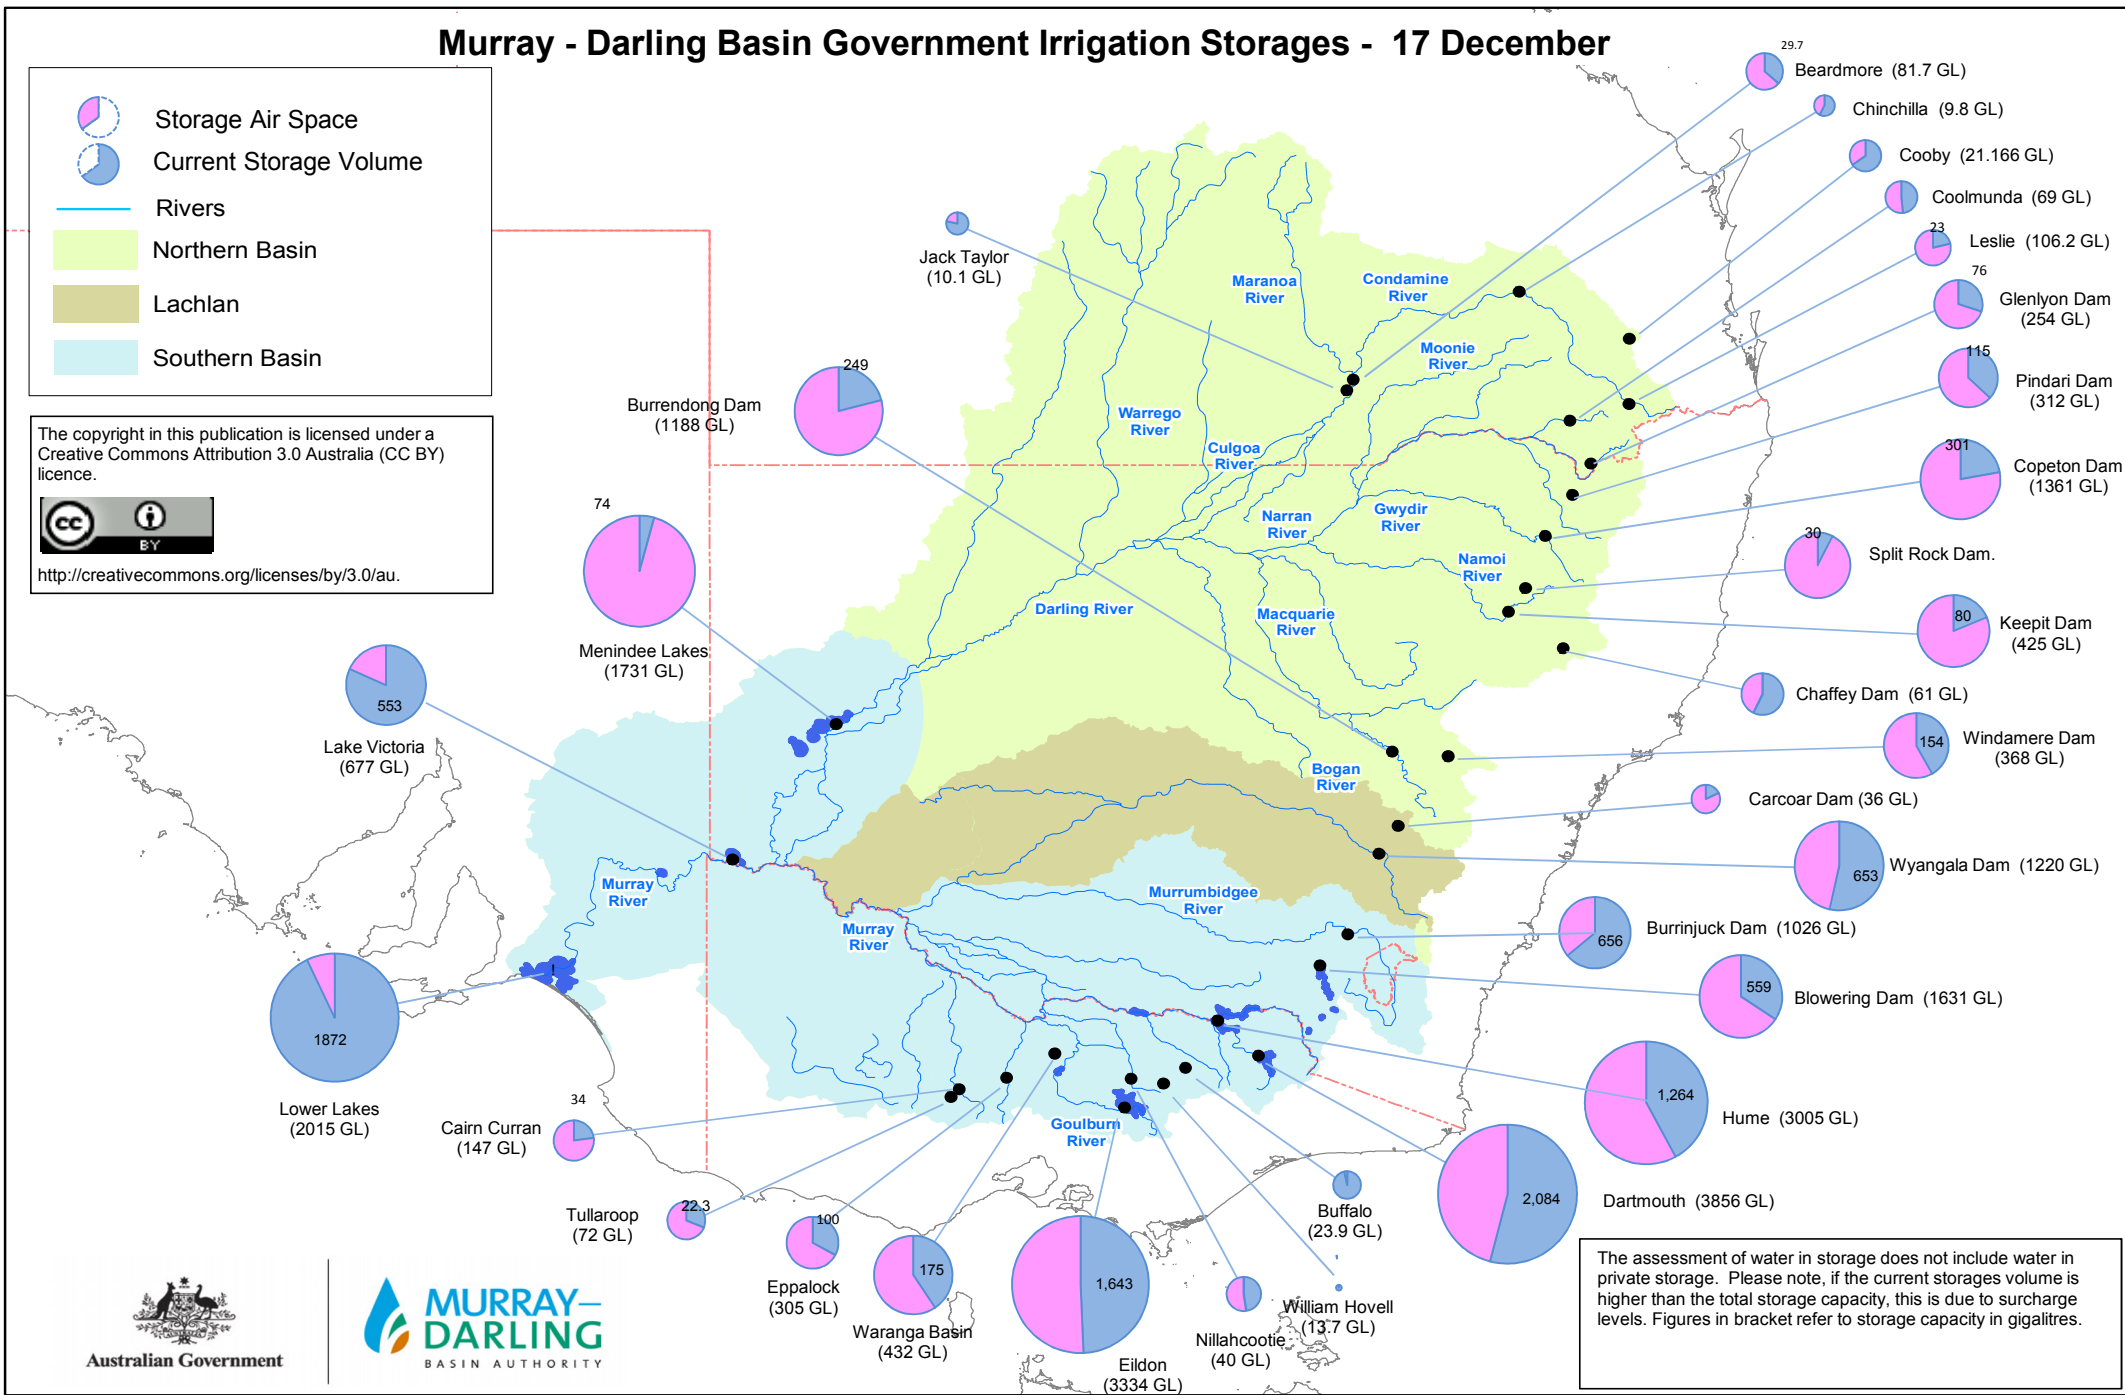 Murray - Darling Basin Government Irrigation Storages - 17 December
Storage Air Space
Current Storage Volume
Rivers
Northern Basin
Lachlan
Southern Basin
The copyright in this publication is licensed under a
Creative Commons Attribution 3.0 Australia (CC BY)
licence.
cc
BY
http://creativecommons.org/licenses/by/3.0/au.
29.7
Beardmore (81.7 GL)
Chinchilla (9.8 GL)
Cooby (21.166 GL)
Coolmunda (69 GL)
23
Leslie (106.2 GL)
76
Glenlyon Dam
(254 GL)
115
Pindari Dam
(312 GL)
301
Copeton Dam
(1361 GL)
30
Split Rock Dam.
80
Keepit Dam
(425 GL)
Chaffey Dam (61 GL)
154
Windamere Dam
(368 GL)
Carcoar Dam (36 GL)
653
Wyangala Dam (1220 GL)
656
Burrinjuck Dam (1026 GL)
559
Blowering Dam (1631 GL)
1,264
Hume (3005 GL)
2,084
Dartmouth (3856 GL)
Jack Taylor
(10.1 GL)
249
Burrendong Dam
(1188 GL)
74
Menindee Lakes
(1731 GL)
553
Lake Victoria
(677 GL)
1872
Lower Lakes
(2015 GL)
34
Cairn Curran
(147 GL)
22.3
Tullaroop
(72 GL)
100
Eppalock
(305 GL)
175
Waranga Basin
(432 GL)
1,643
Eildon
(3334 GL)
Nillahcootie
(40 GL)
William Hovell
(13.7 GL)
Buffalo
(23.9 GL)
Maranoa
River
Condamine
River
Moonie
River
Warrego
River
Culgoa
River
Narran
River
Gwydir
River
Namoi
River
Darling River
Macquarie
River
Bogan
River
Murray
River
Murray
River
Murrumbidgee
River
Goulburn
River
!
Australian Government
MURRAY–
DARLING
BASIN AUTHORITY
The assessment of water in storage does not include water in
private storage. Please note, if the current storages volume is
higher than the total storage capacity, this is due to surcharge
levels. Figures in bracket refer to storage capacity in gigalitres.